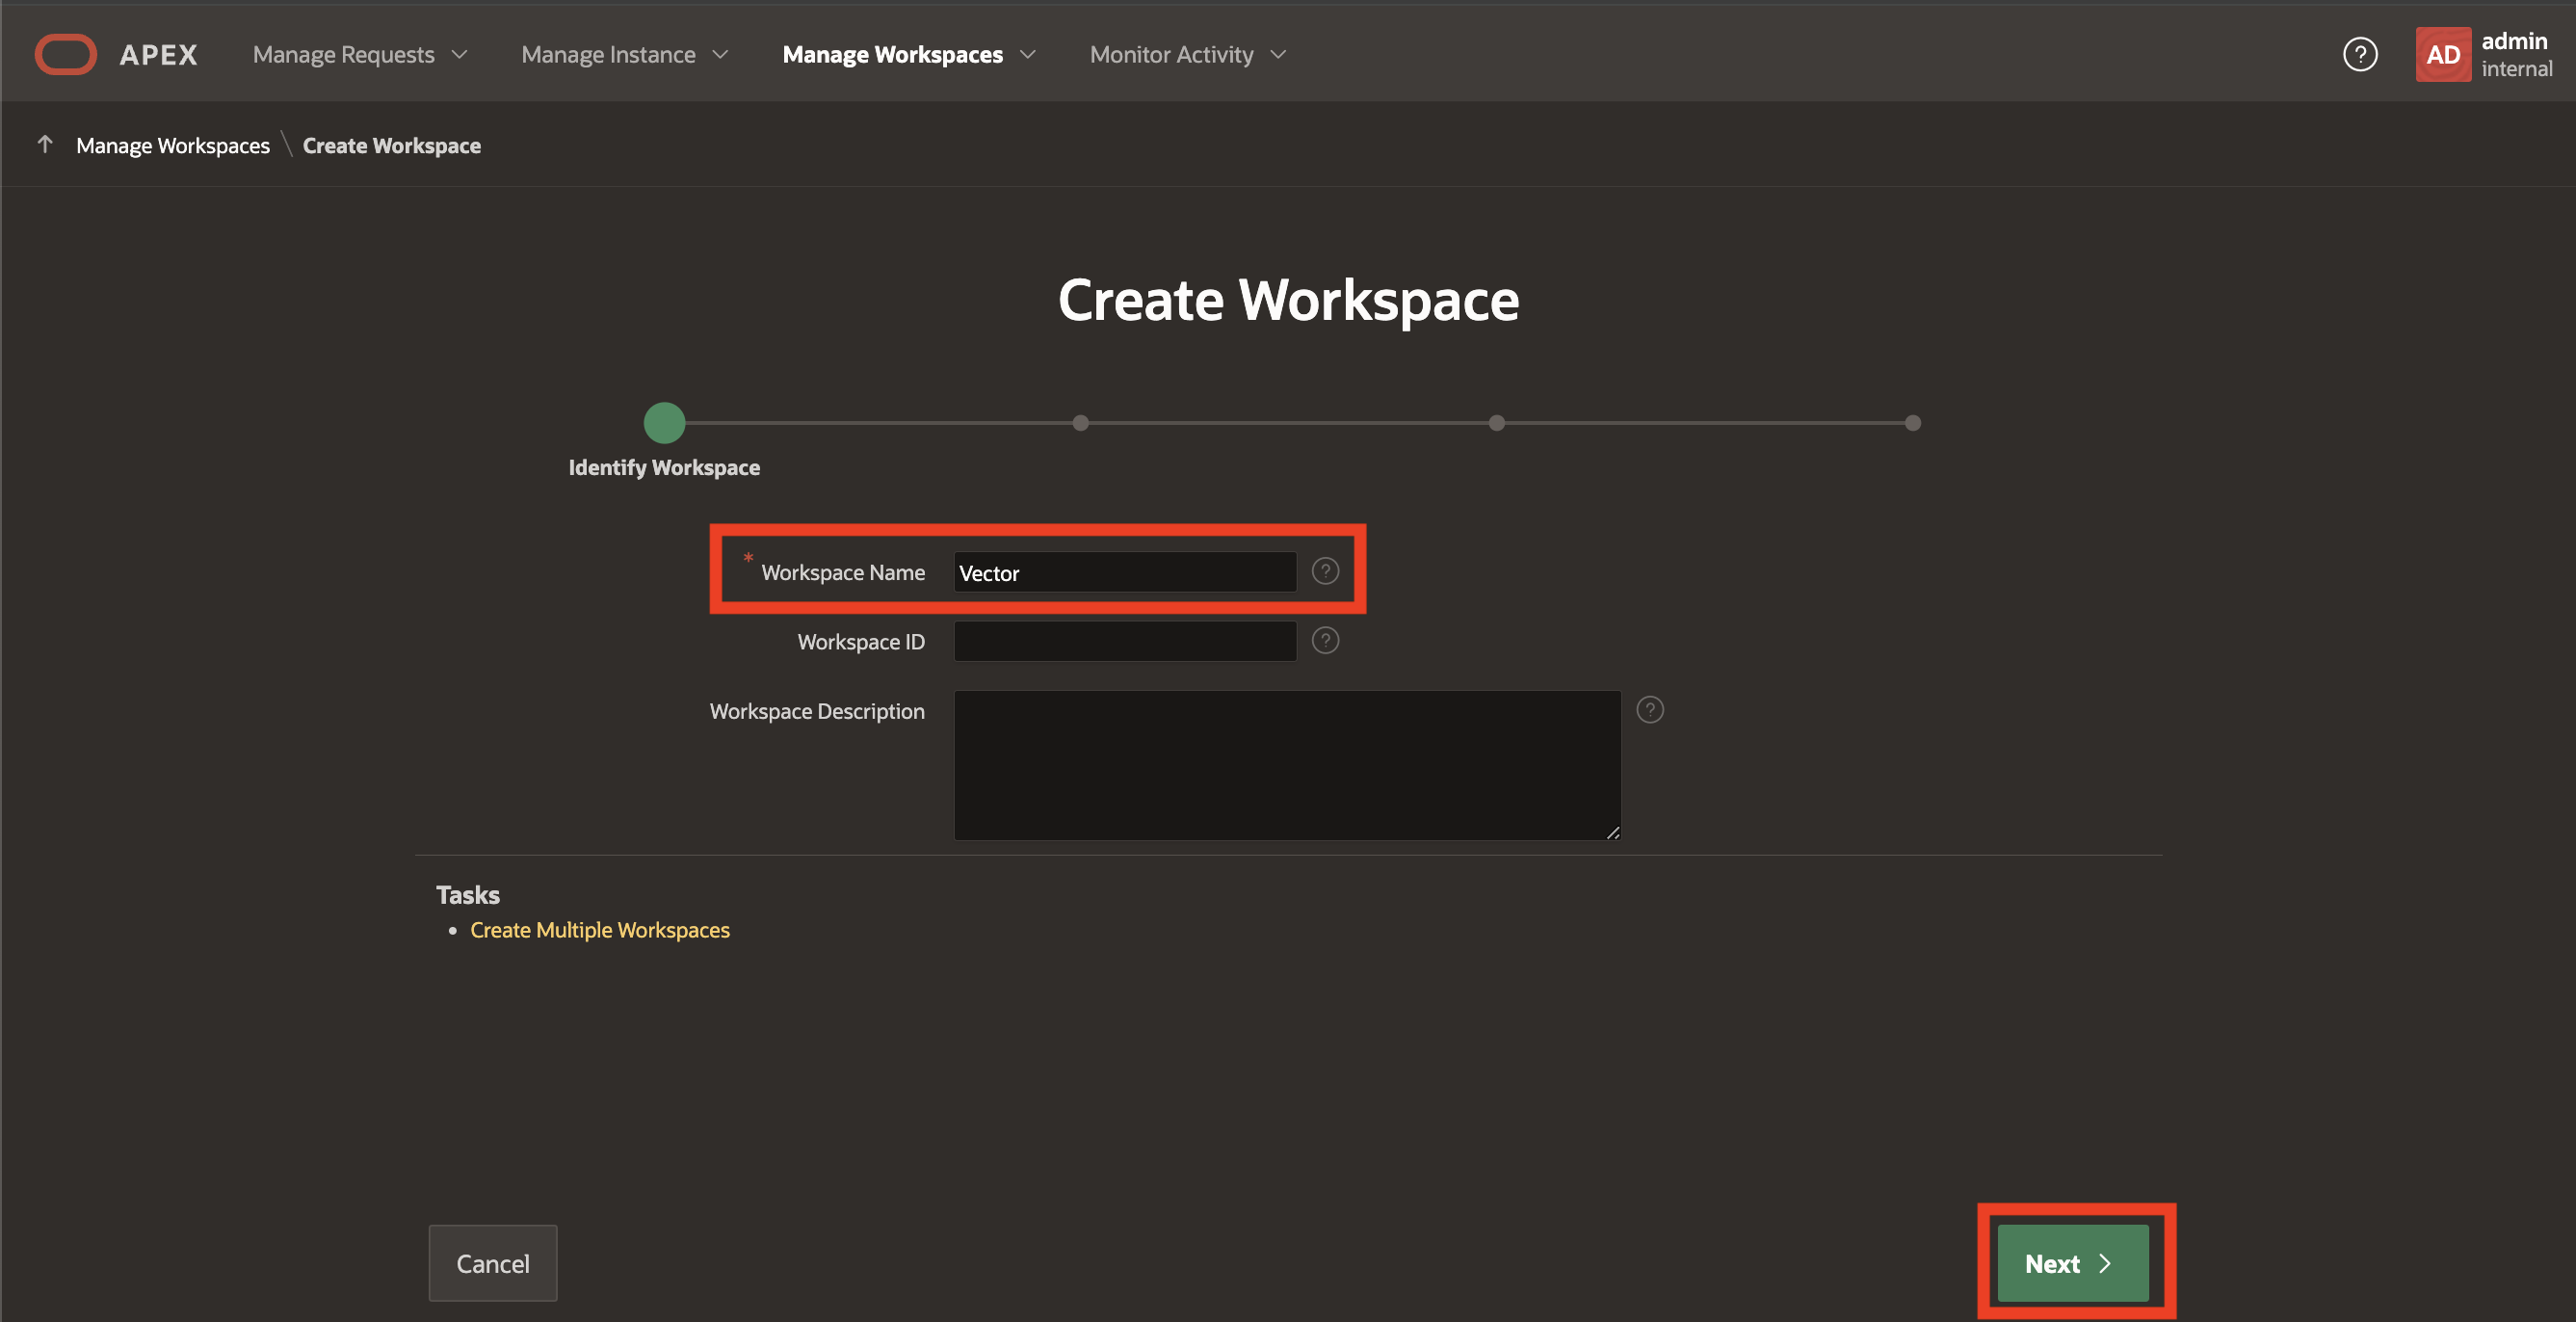 APEX Manage Requests Manage Instance Manage Workspaces Monitor Activity ? AD admin
internal
Manage Workspaces \ Create Workspace
Create Workspace
Identify Workspace
* Workspace Name Vector ?
Workspace ID ?
Workspace Description ?
Tasks
• Create Multiple Workspaces
Cancel Next